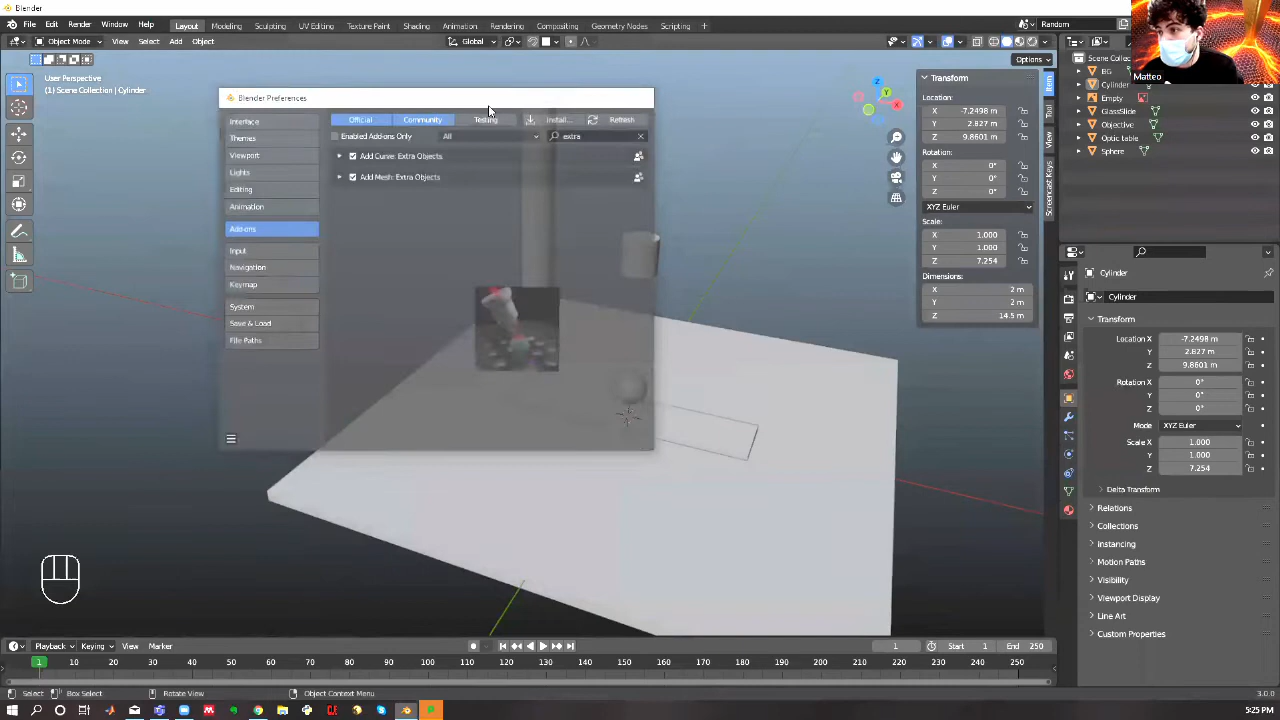 Blender
File Edit Render Window Help Layout Modeling Sculpting UV Editing Texture Paint Shading Animation Rendering Compositing Geometry Nodes Scripting + Random
Object Mode View Select Add Object Global
Options
User Perspective
(1) Scene Collection | Cylinder
Z
Y
X
Transform
Location:
X -7.2498 m
Y 2.827 m
Z 9.8601 m
Rotation:
X 0°
Y 0°
Z 0°
XYZ Euler
Scale:
X 1.000
Y 1.000
Z 7.254
Dimensions:
X 2 m
Y 2 m
Z 14.5 m
Item
Tool
View
Screencast Keys
Matteo
BG
Cylinder
Empty
GlassSlide
Objective
Optic table
Sphere
Blender Preferences
Interface
Themes
Viewport
Lights
Editing
Animation
Add-ons
Input
Navigation
Keymap
System
Save & Load
File Paths
Official Community Testing Install... Refresh
Enabled Add-ons Only All extra
Add Curve: Extra Objects
Add Mesh: Extra Objects
Cylinder
Cylinder
Transform
Location X -7.2498 m
Y 2.827 m
Z 9.8601 m
Rotation X 0°
Y 0°
Z 0°
Mode XYZ Euler
Scale X 1.000
Y 1.000
Z 7.254
Delta Transform
Relations
Collections
Instancing
Motion Paths
Visibility
Viewport Display
Line Art
Custom Properties
Playback Keying View Marker 1 Start 1 End 250
1 10 20 30 40 50 60 70 80 90 100 110 120 130 140 150 160 170 180 190 200 210 220 230 240 250
Select Box Select Rotate View Object Context Menu 3.0.0
5:25 PM